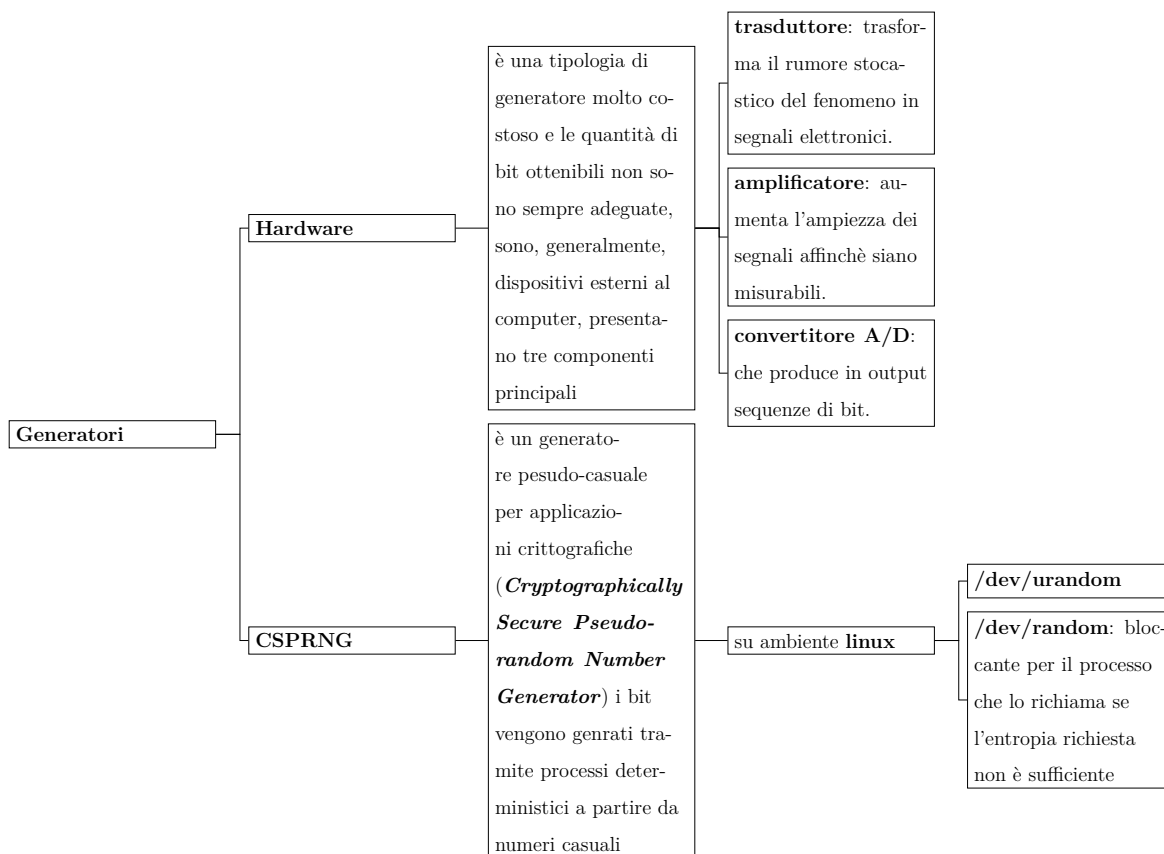 Generatori
Hardware
è una tipologia di
generatore molto co-
stoso e le quantità di
bit ottenibili non so-
no sempre adeguate,
sono, generalmente,
dispositivi esterni al
computer, presenta-
no tre componenti
principali
trasduttore: trasfor-
ma il rumore stoca-
stico del fenomeno in
segnali elettronici.
amplificatore: au-
menta l'ampiezza dei
segnali affinchè siano
misurabili.
convertitore A/D:
che produce in output
sequenze di bit.
CSPRNG
è un generato-
re pesudo-casuale
per applicazio-
ni crittografiche
(Cryptographically
Secure Pseudo-
random Number
Generator) i bit
vengono genrati tra-
mite processi deter-
ministici a partire da
numeri casuali
su ambiente linux
/dev/urandom
/dev/random: bloc-
cante per il processo
che lo richiama se
l'entropia richiesta
non è sufficiente